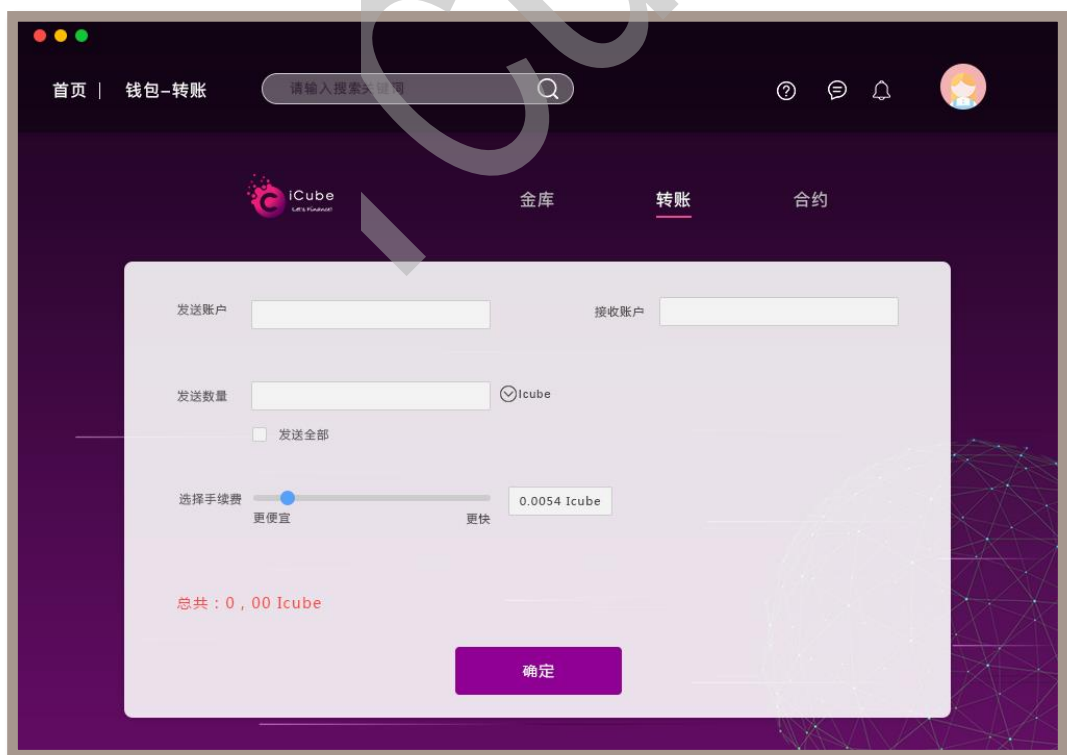 首页 | 钱包-转账 请输入搜索关键词
iCube
Let's Finance!
金库 转账 合约
发送账户 接收账户
发送数量 Icube
发送全部
选择手续费 0.0054 Icube
更便宜 更快
总共：0，00 Icube
确定